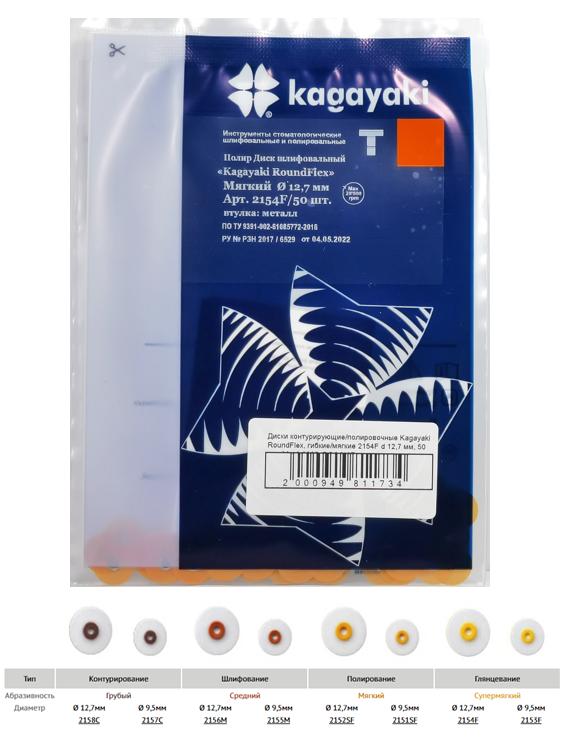 kagayaki
Инструменты стоматологические
шлифовальные и полировальные
Полир Диск шлифовальный
«Kagayaki RoundFlex»
Мягкий Ø 12,7 мм
Арт. 2154F/50 шт.
Max
rpm
втулка: металл
ПО ТУ 9391-002-51085772-2015
РУ № РЗН 2017 / 6529 от 04.05.2022
Диски контурирующие/полировочные Kagayaki
RoundFlex, гибкие/мягкие 2154F d 12,7 мм, 50
2 000949 811734
Тип Контурирование Шлифование Полирование Глянцевание
Абразивность Грубый Средний Мягкий Супермягкий
Диаметр Ø 12,7мм Ø 9,5мм Ø 12,7мм Ø 9,5мм Ø 12,7мм Ø 9,5мм Ø 12,7мм Ø 9,5мм
2158C 2157C 2156M 2155M 2152SF 2151SF 2154F 2153F